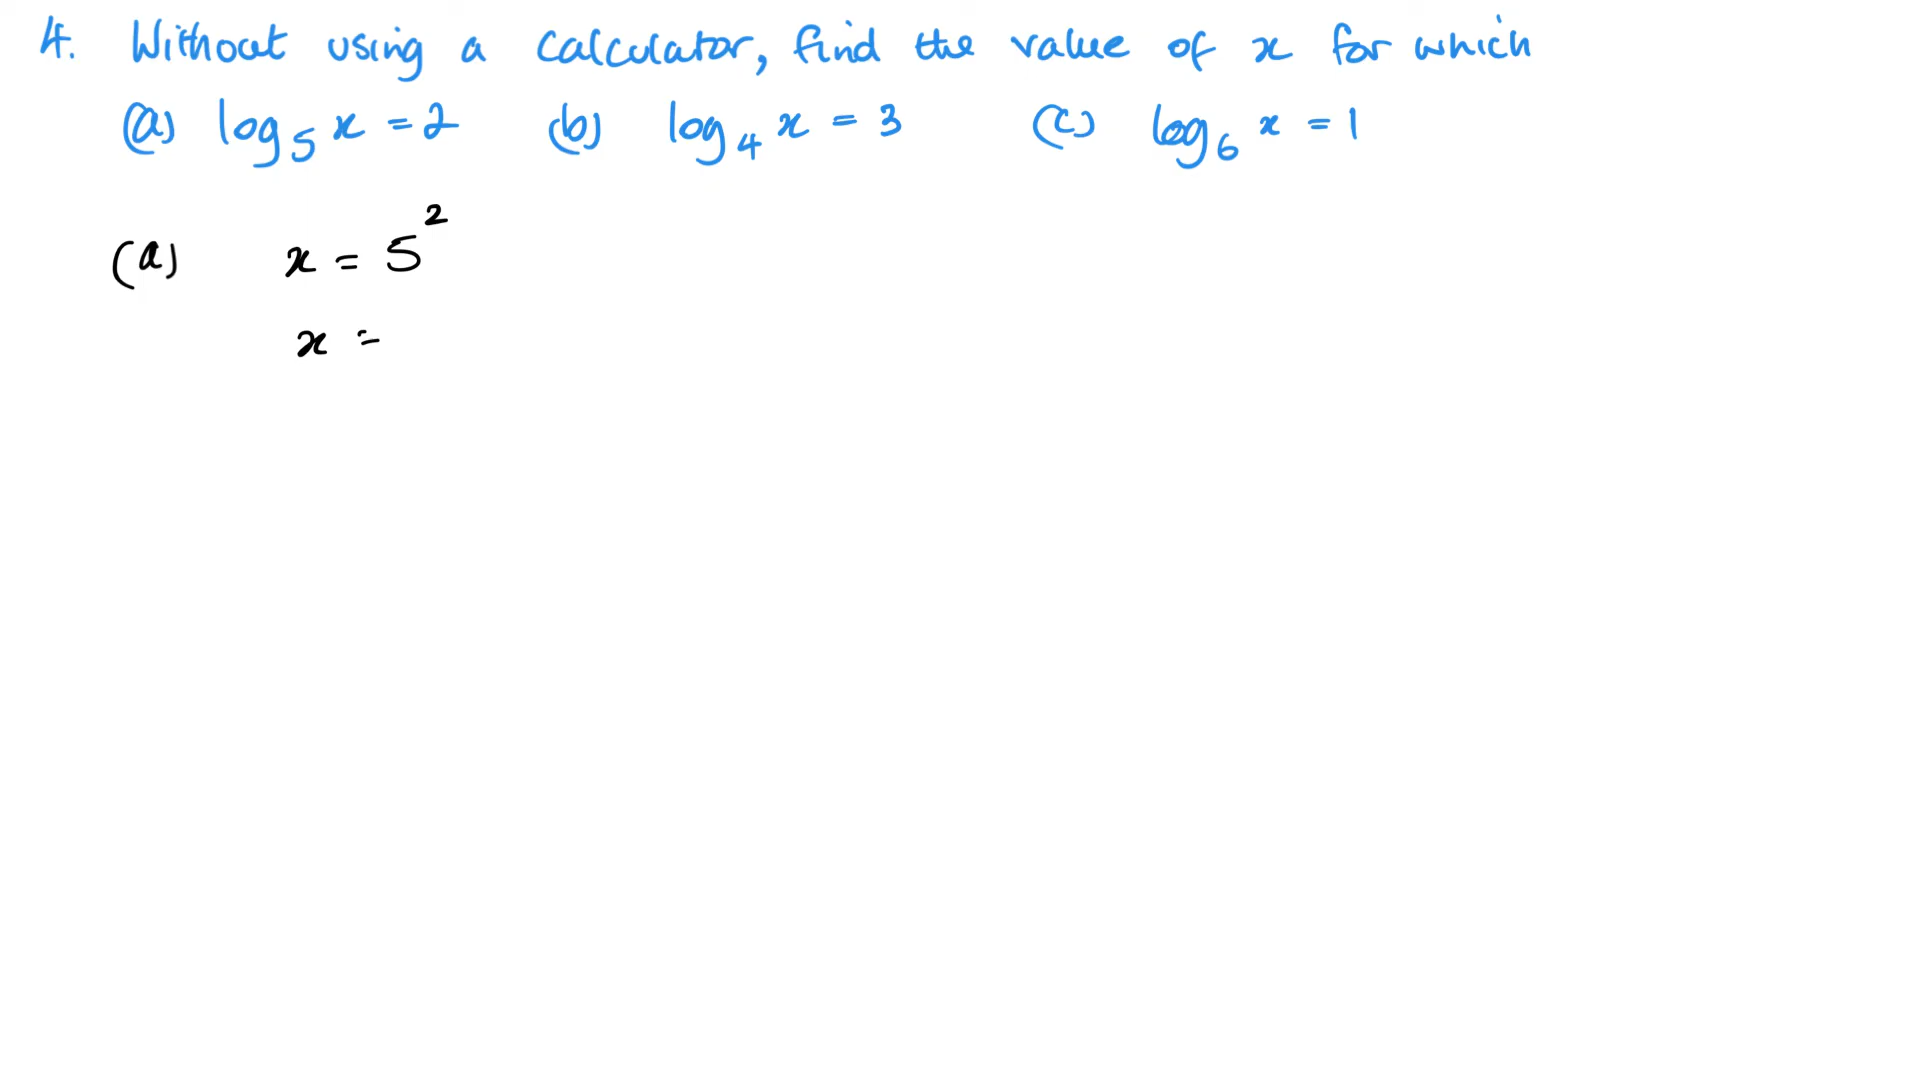 4. Without using a calculator, find the value of x for which
(a) log₅ x = 2 (b) log₄ x = 3 (c) log₆ x = 1
(a) x = 5²
x =